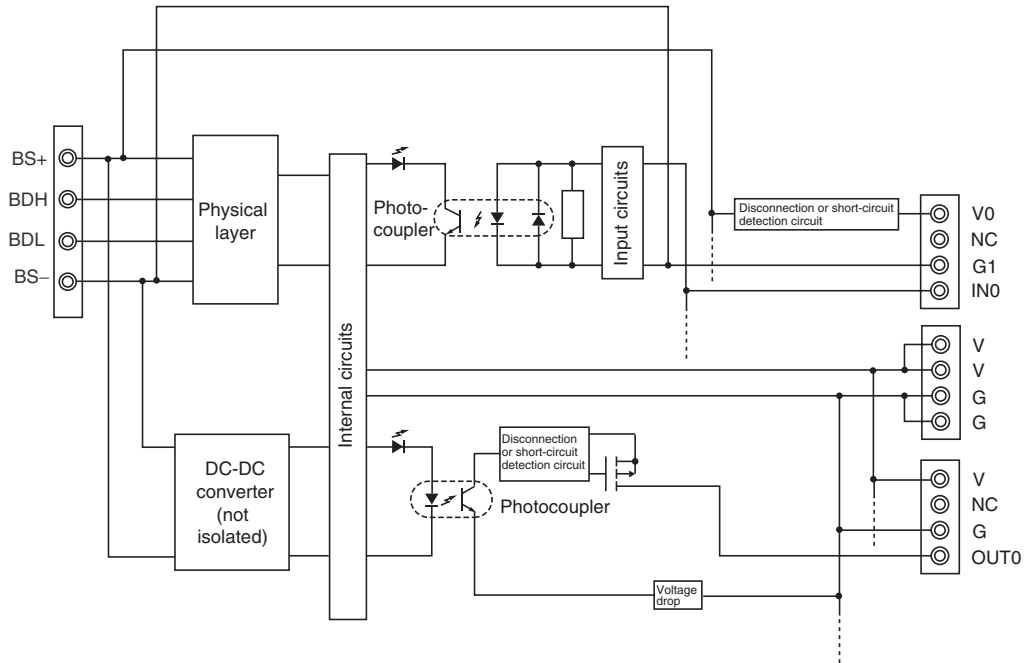 BS+
BDH
BDL
BS−
Physical
layer
Photo-
coupler
Input circuits
Disconnection or short-circuit
detection circuit
V0
NC
G1
IN0
Internal circuits
V
V
G
G
DC-DC
converter
(not
isolated)
Disconnection
or short-circuit
detection circuit
Photocoupler
V
NC
G
OUT0
Voltage
drop